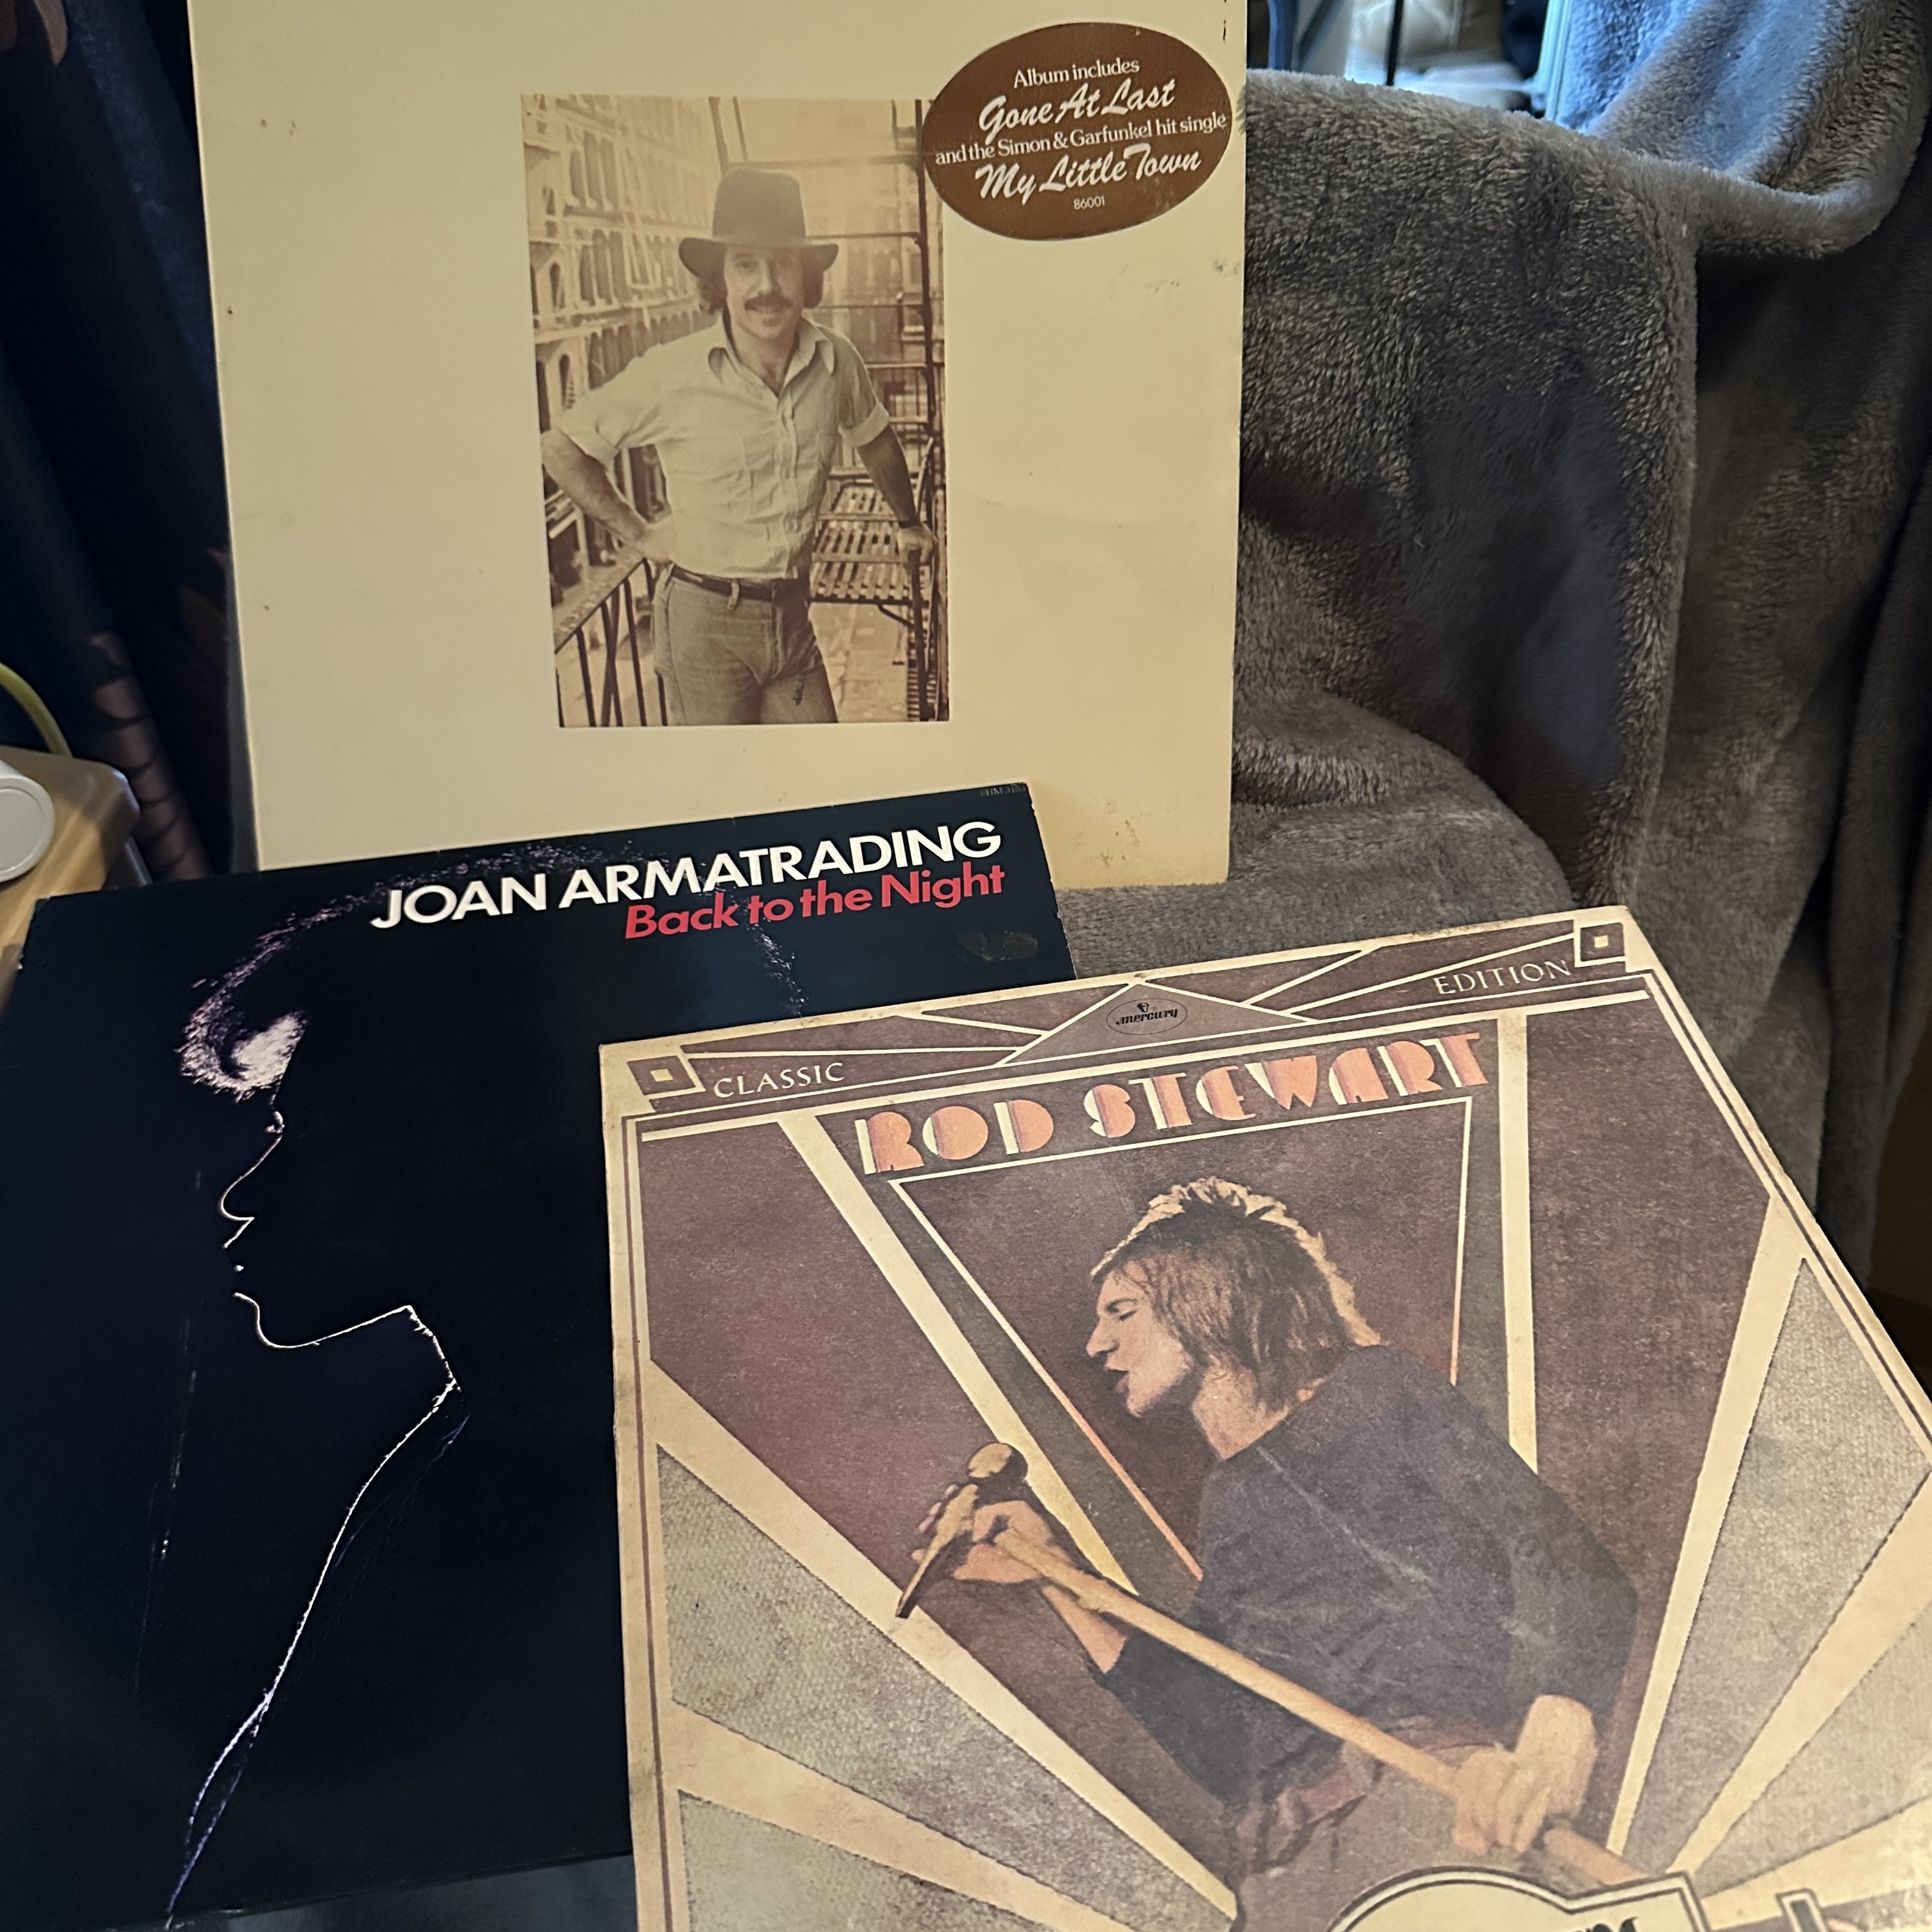 Album includes
Gone At Last
and the Simon & Garfunkel hit single
My Little Town
86001
JOAN ARMATRADING
Back to the Night
CLASSIC
mercury
EDITION
ROD STEWART